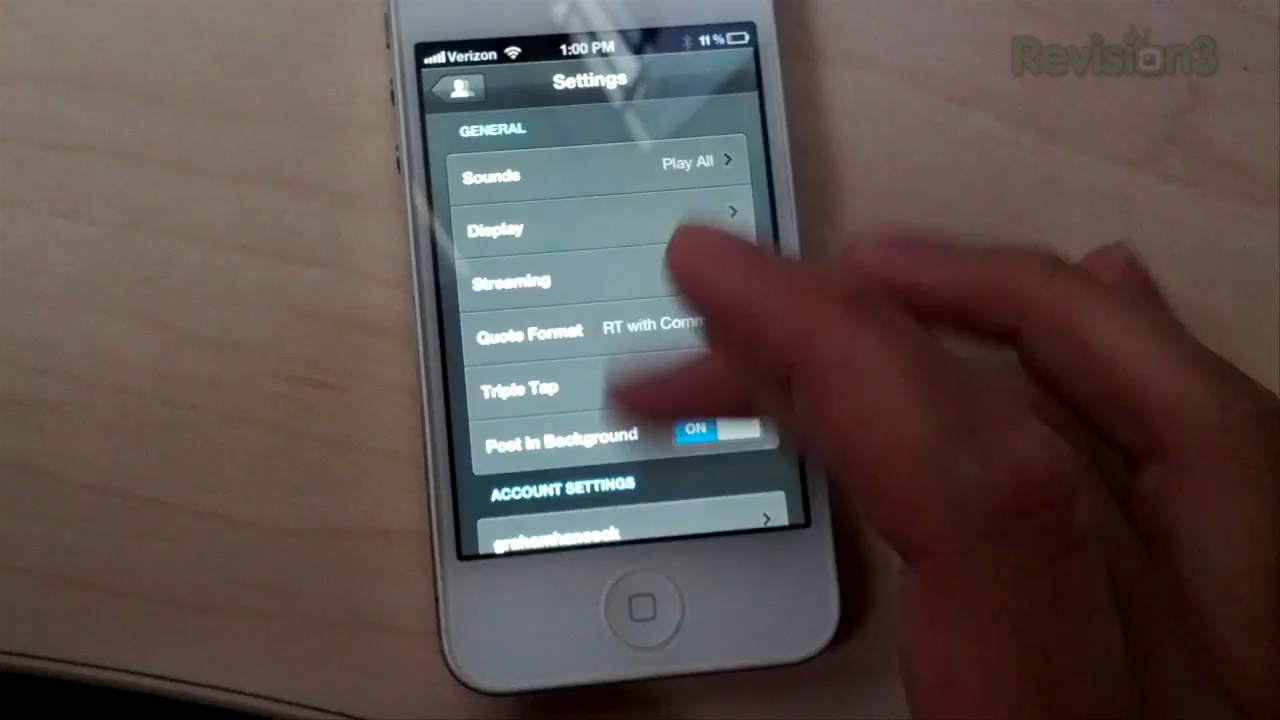 Revision3
Verizon 1:00 PM 11%
Settings
GENERAL
Sounds Play All
Display
Streaming
Quote Format RT with Comm
Triple Tap
Post In Background ON
ACCOUNT SETTINGS
grahamhancock